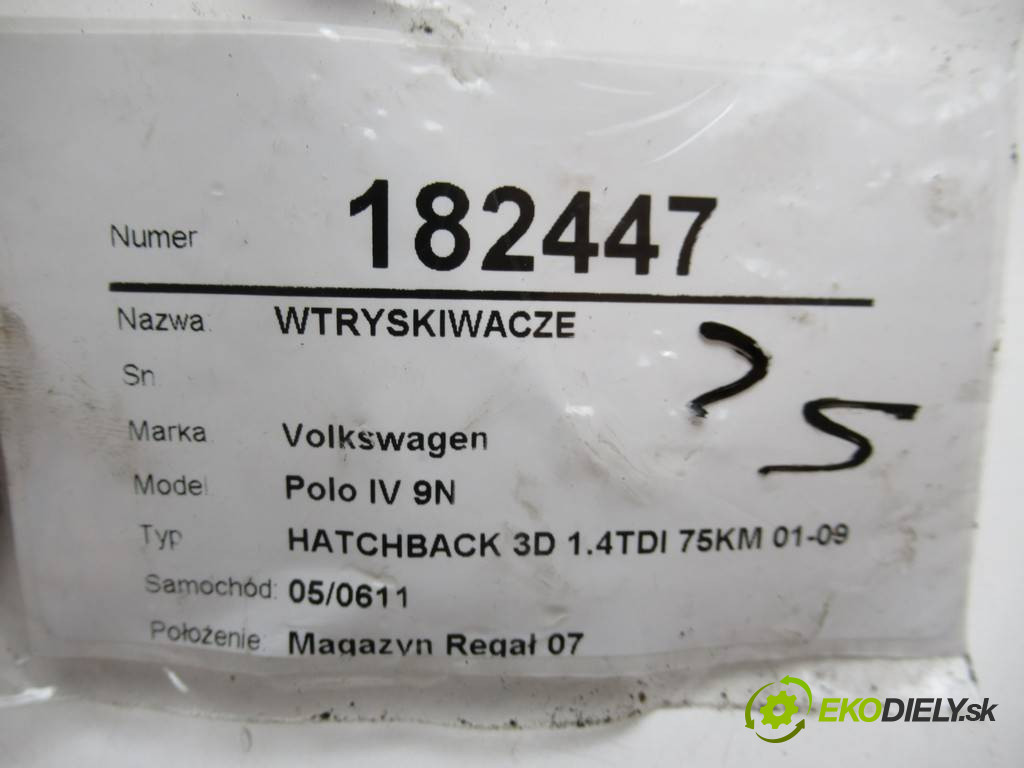 Numer 182447
Nazwa WTRYSKIWACZE
Sn
Marka Volkswagen
Model Polo IV 9N
Typ HATCHBACK 3D 1.4TDI 75KM 01-09
Samochód: 05/0611
Położenie: Magazyn Regał 07
EKODIELY.sk